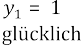 y₁ = 1
glücklich